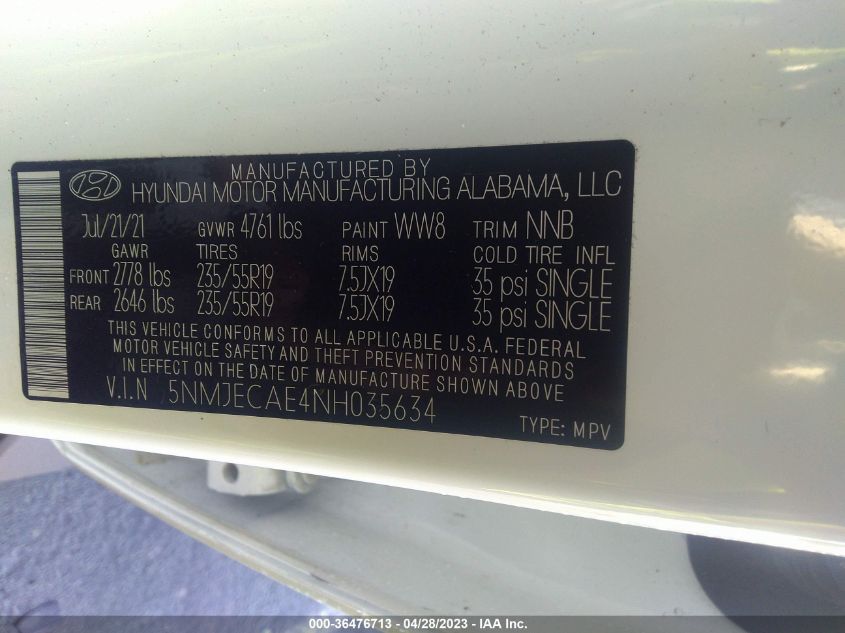 MANUFACTURED BY
HYUNDAI MOTOR MANUFACTURING ALABAMA, LLC
Jul/21/21 GVWR 4761 lbs PAINT WW8 TRIM NNB
GAWR TIRES RIMS COLD TIRE INFL
FRONT 2778 lbs 235/55R19 7.5JX19 35 psi SINGLE
REAR 2646 lbs 235/55R19 7.5JX19 35 psi SINGLE
THIS VEHICLE CONFORMS TO ALL APPLICABLE U.S.A. FEDERAL
MOTOR VEHICLE SAFETY AND THEFT PREVENTION STANDARDS
IN EFFECT ON THE DATE OF MANUFACTURE SHOWN ABOVE
V.I.N 5NMJECAE4NH035634
TYPE: MPV
000-36476713 - 04/28/2023 - IAA Inc.